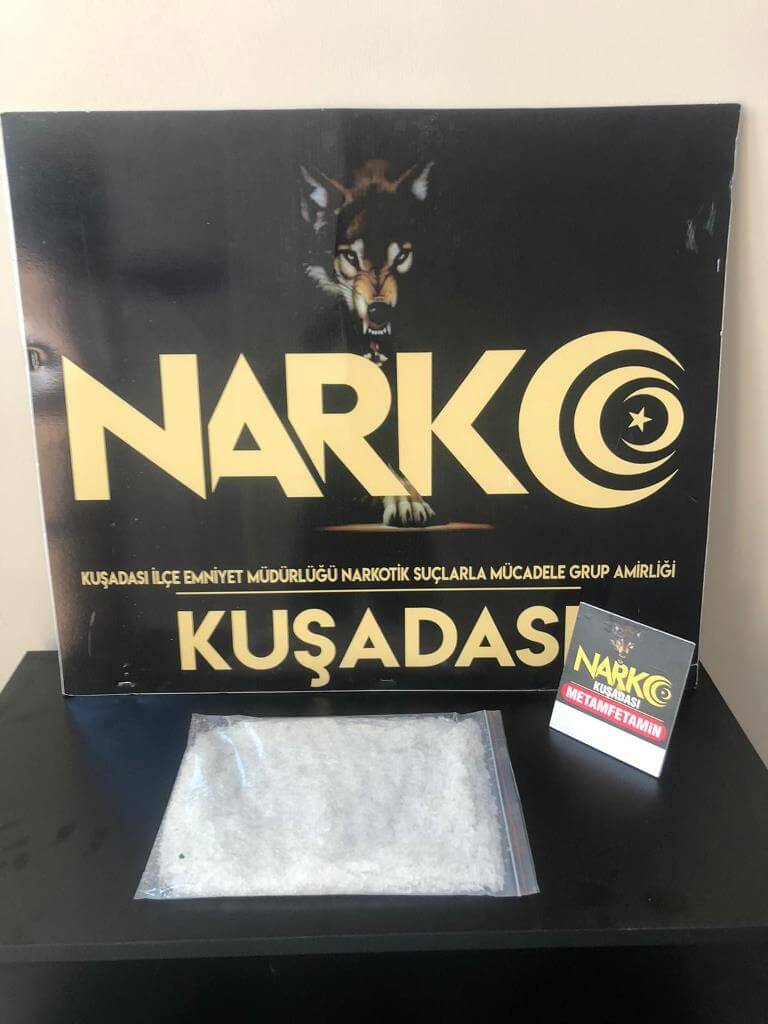 NARKO
KUŞADASI İLÇE EMNİYET MÜDÜRLÜĞÜ NARKOTİK SUÇLARLA MÜCADELE GRUP AMİRLİĞİ
KUŞADASI
NARKO
KUŞADASI
METAMFETAMİN